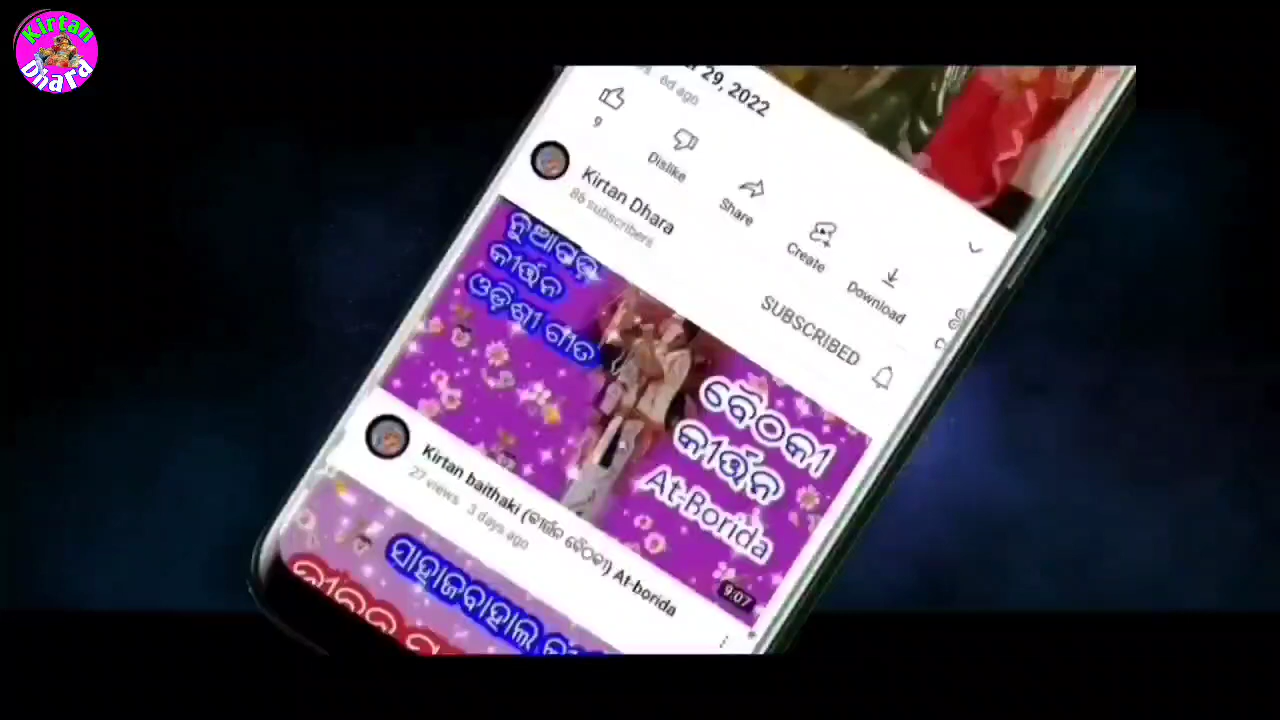 Kirtan
Dhara
29, 2022
6d ago
9
Dislike
Share
Create
Download
Kirtan Dhara
86 subscribers
SUBSCRIBED
କୀର୍ତ୍ତନ
ଓଡ଼ିଶ୍ରୀ ଗୀତ
ବୈଠକୀ
କୀର୍ତ୍ତନ
At-Borida
9:07
Kirtan baithaki (କୀର୍ତ୍ତନ ବୈଠକୀ) At-borida
27 views · 3 days ago
ସାହାଜବାହାଲ